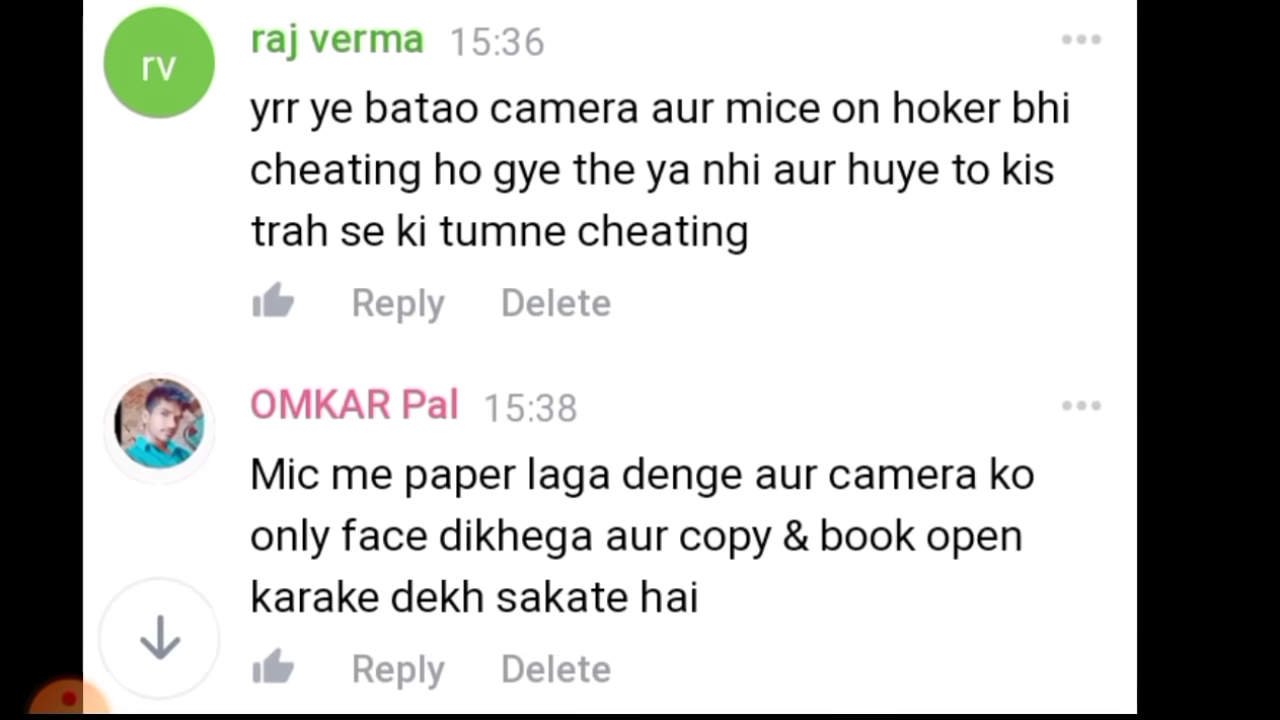 rv
raj verma 15:36
yrr ye batao camera aur mice on hoker bhi
cheating ho gye the ya nhi aur huye to kis
trah se ki tumne cheating
Reply Delete
OMKAR Pal 15:38
Mic me paper laga denge aur camera ko
only face dikhega aur copy & book open
karake dekh sakate hai
Reply Delete